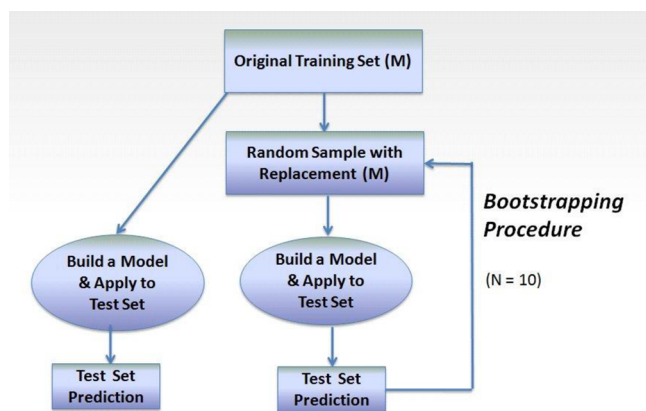 Original Training Set (M)
Random Sample with
Replacement (M)
Bootstrapping
Procedure
(N = 10)
Build a Model
& Apply to
Test Set
Build a Model
& Apply to
Test Set
Test Set
Prediction
Test Set
Prediction